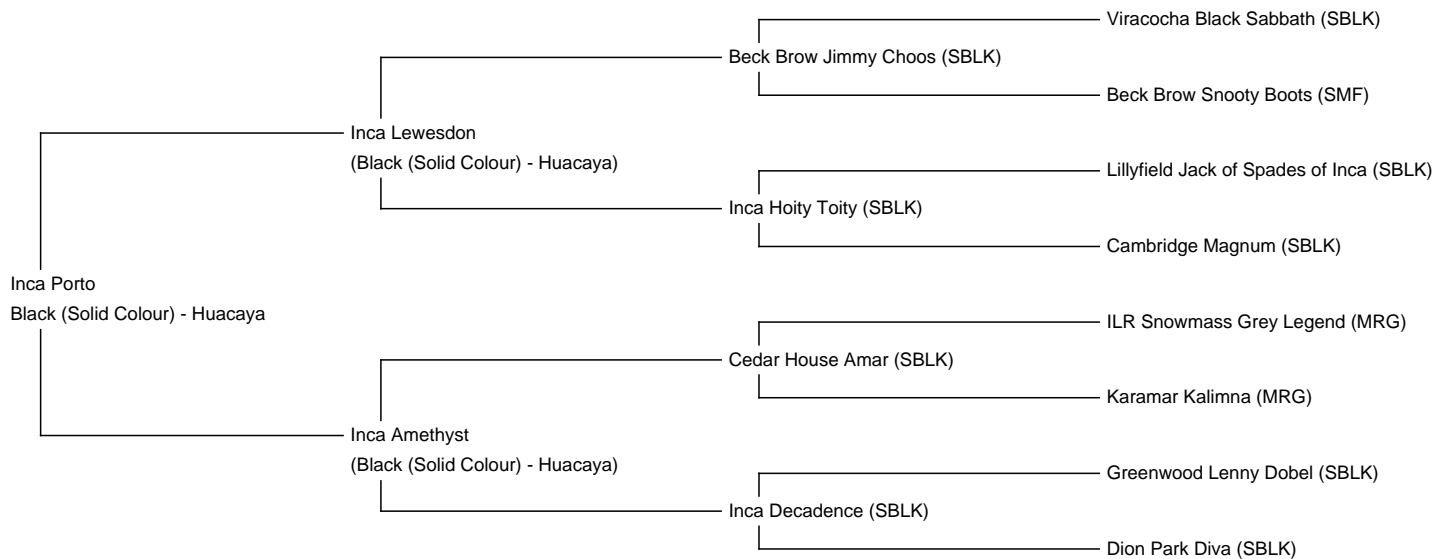 Viracocha Black Sabbath (SBLK)
Beck Brow Jimmy Choos (SBLK)
Beck Brow Snooty Boots (SMF)
Inca Lewesdon
(Black (Solid Colour) - Huacaya)
Lillyfield Jack of Spades of Inca (SBLK)
Inca Hoity Toity (SBLK)
Cambridge Magnum (SBLK)
Inca Porto
Black (Solid Colour) - Huacaya
ILR Snowmass Grey Legend (MRG)
Cedar House Amar (SBLK)
Karamar Kalimna (MRG)
Inca Amethyst
(Black (Solid Colour) - Huacaya)
Greenwood Lenny Dobel (SBLK)
Inca Decadence (SBLK)
Dion Park Diva (SBLK)